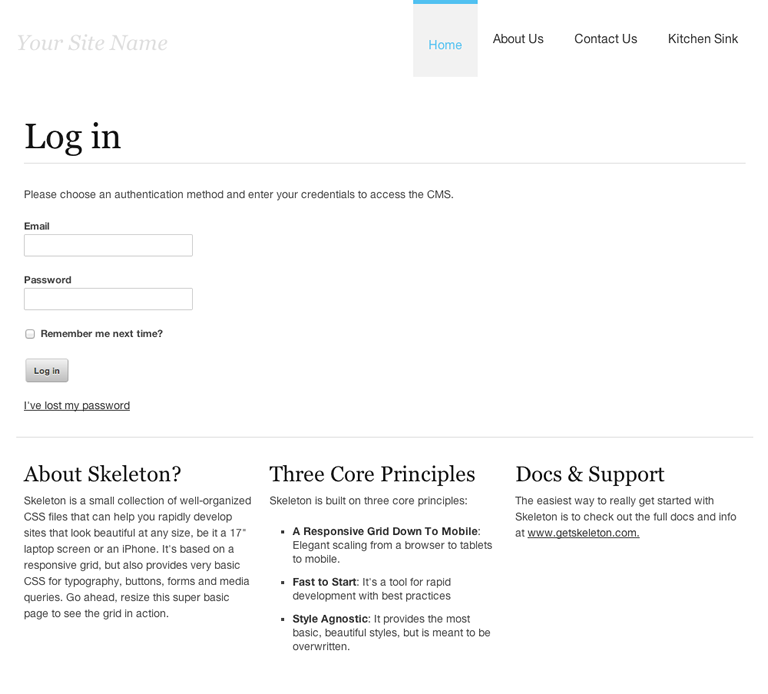 Your Site Name
Home
About Us
Contact Us
Kitchen Sink
Log in
Please choose an authentication method and enter your credentials to access the CMS.
Email
Password
Remember me next time?
Log in
I've lost my password
About Skeleton?
Skeleton is a small collection of well-organized
CSS files that can help you rapidly develop
sites that look beautiful at any size, be it a 17"
laptop screen or an iPhone. It's based on a
responsive grid, but also provides very basic
CSS for typography, buttons, forms and media
queries. Go ahead, resize this super basic
page to see the grid in action.
Three Core Principles
Skeleton is built on three core principles:
A Responsive Grid Down To Mobile:
Elegant scaling from a browser to tablets
to mobile.
Fast to Start: It's a tool for rapid
development with best practices
Style Agnostic: It provides the most
basic, beautiful styles, but is meant to be
overwritten.
Docs & Support
The easiest way to really get started with
Skeleton is to check out the full docs and info
at www.getskeleton.com.